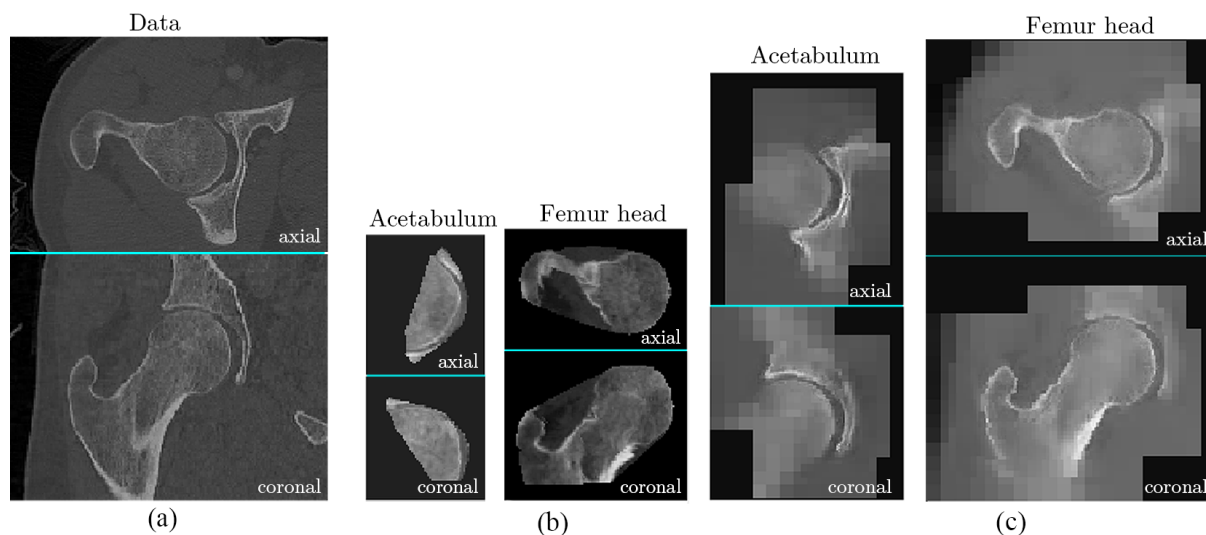 Data
axial
coronal
(a)
Acetabulum
axial
coronal
Femur head
axial
coronal
(b)
Acetabulum
axial
coronal
Femur head
axial
coronal
(c)